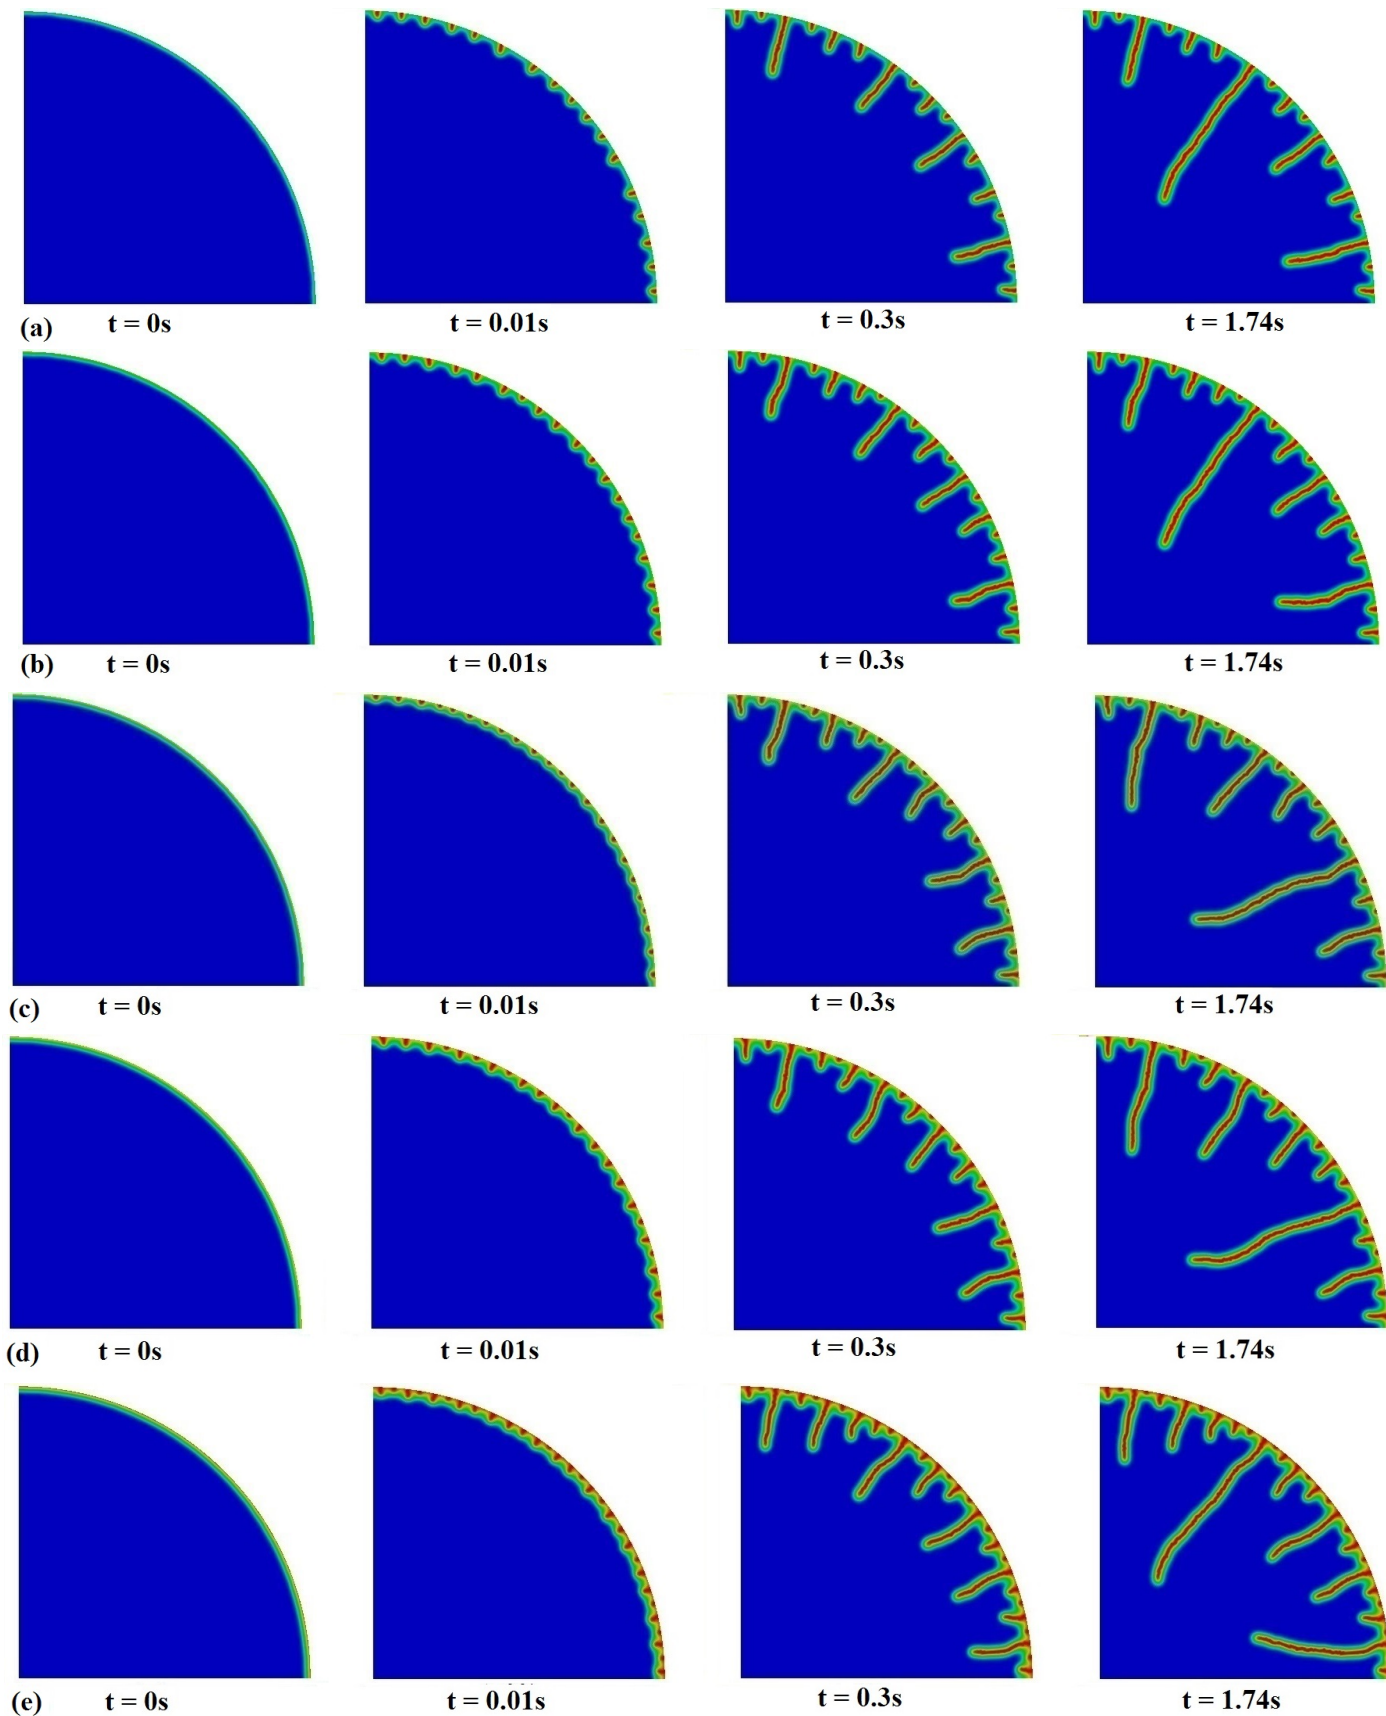 (a) t = 0s t = 0.01s t = 0.3s t = 1.74s
(b) t = 0s t = 0.01s t = 0.3s t = 1.74s
(c) t = 0s t = 0.01s t = 0.3s t = 1.74s
(d) t = 0s t = 0.01s t = 0.3s t = 1.74s
(e) t = 0s t = 0.01s t = 0.3s t = 1.74s